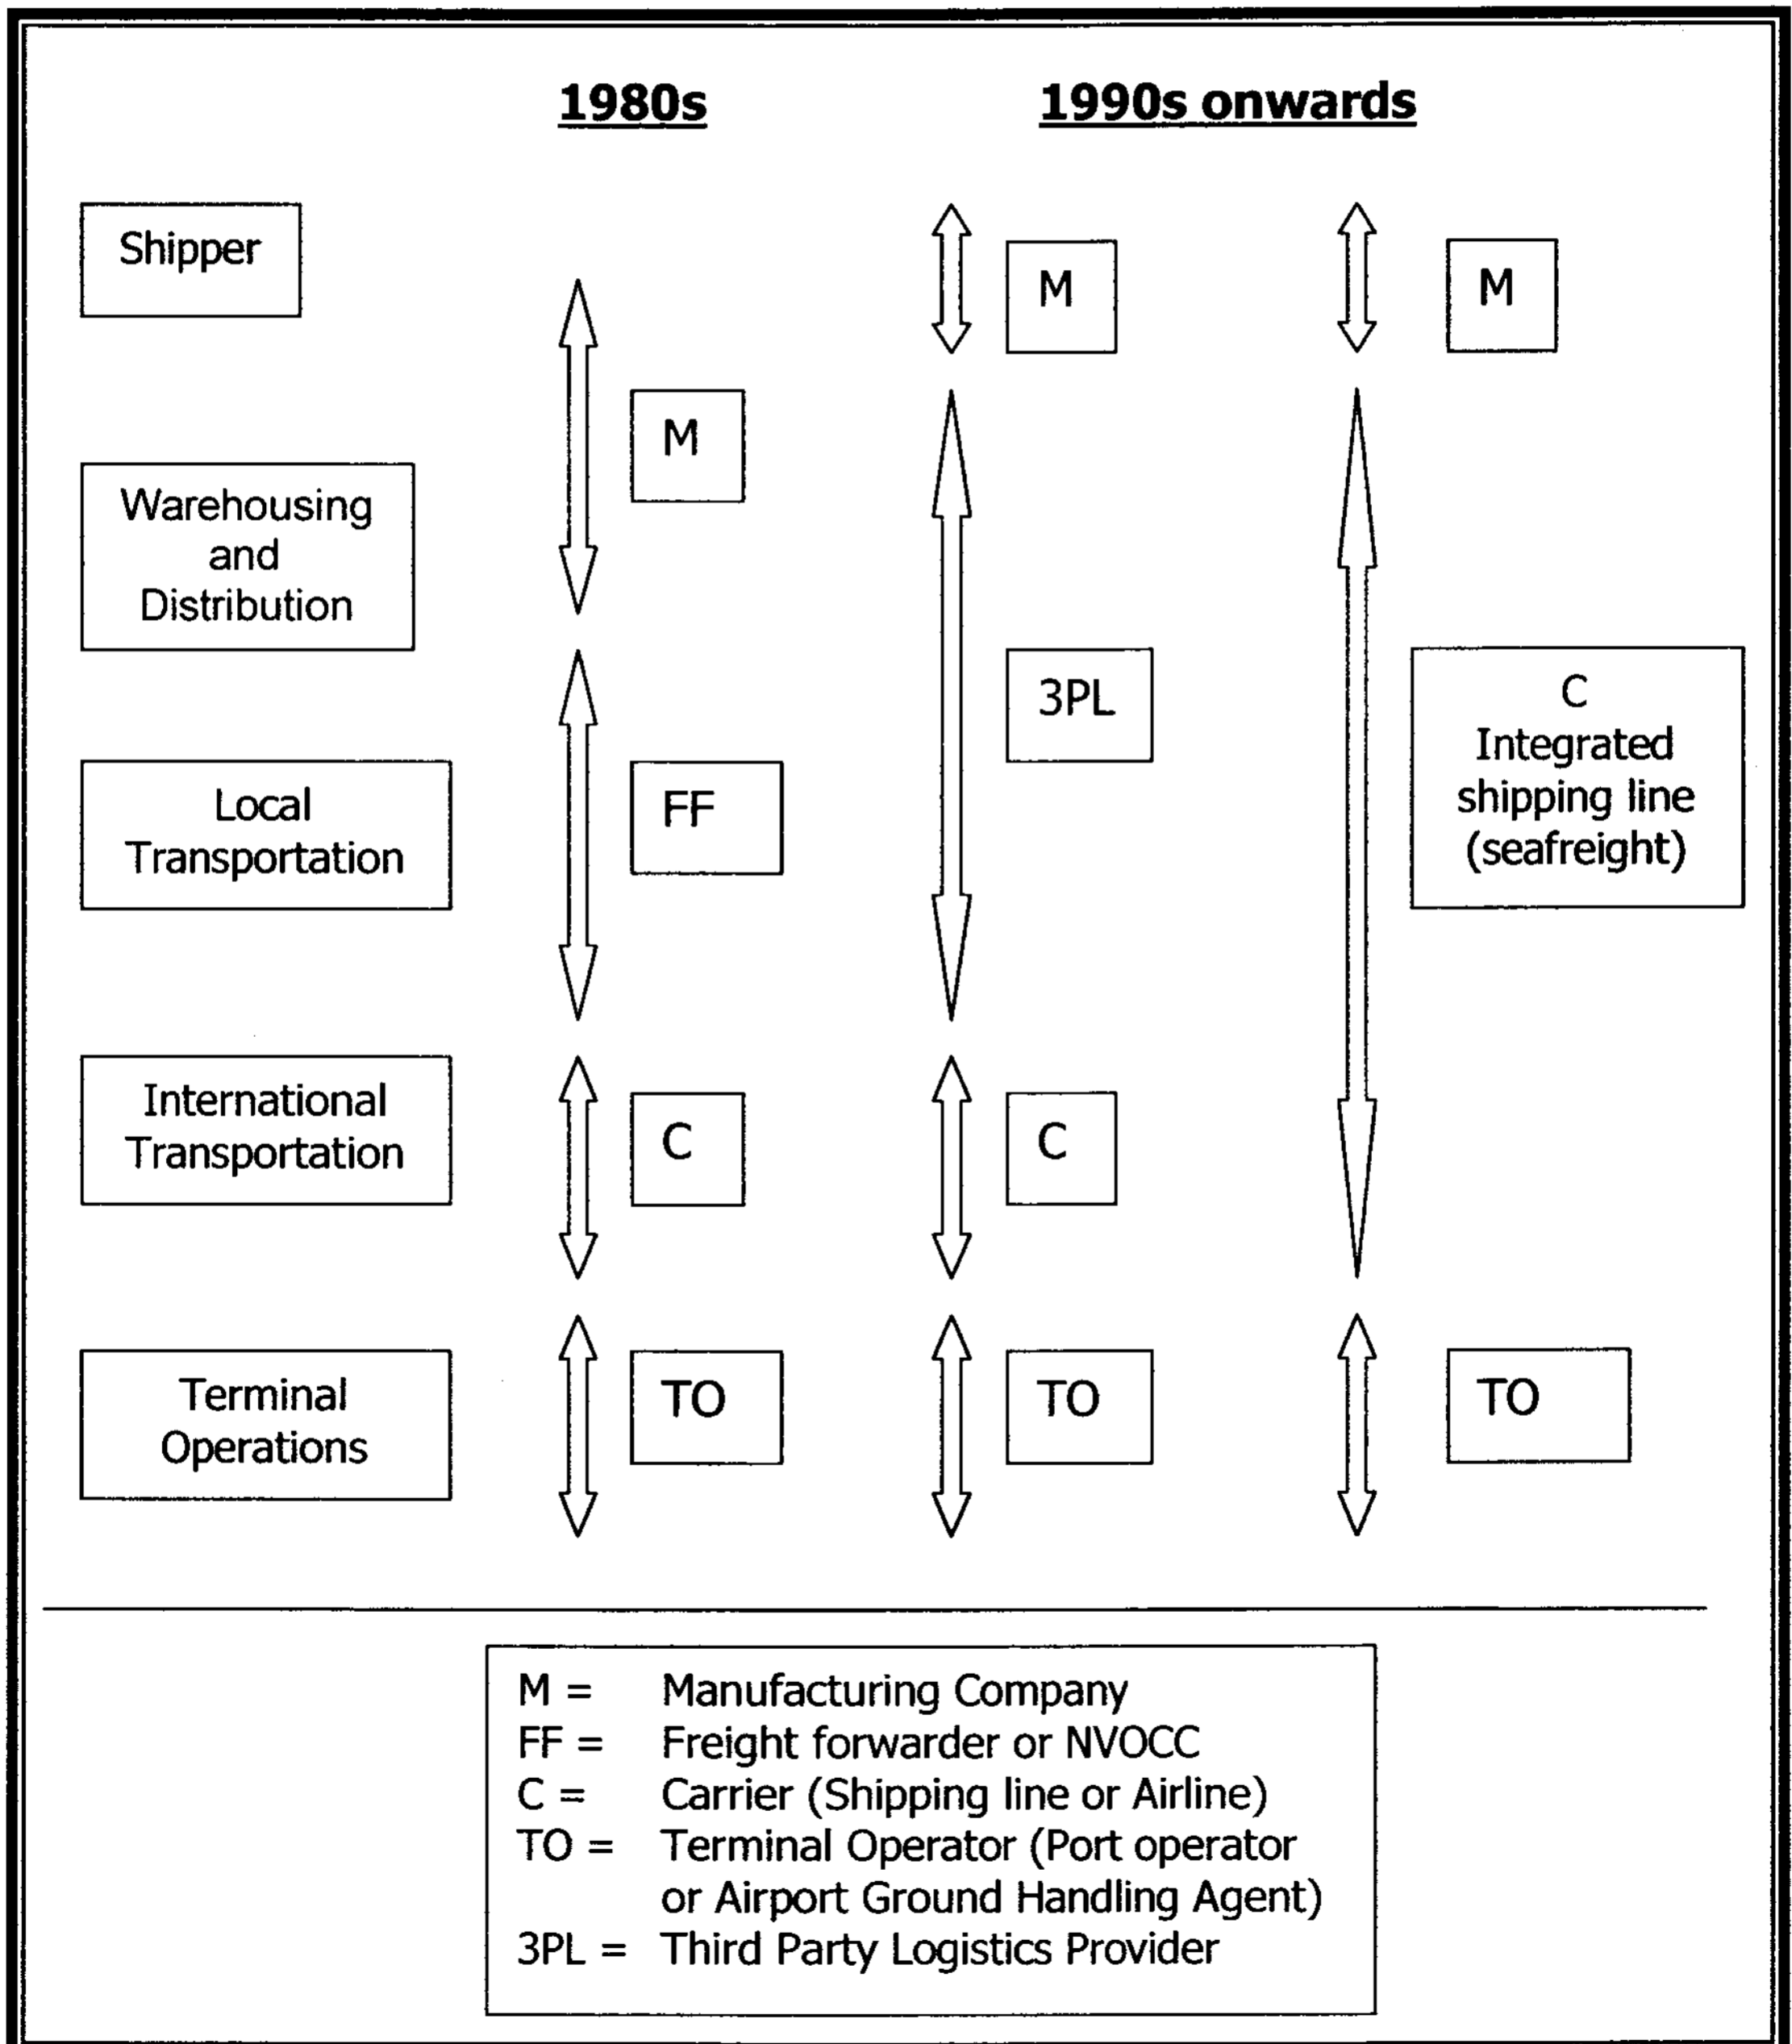 1980s
1990s onwards
Shipper
M
M
M
Warehousing
and
Distribution
3PL
C
Integrated
shipping line
(seafreight)
Local
Transportation
FF
International
Transportation
C
C
Terminal
Operations
TO
TO
TO
M = Manufacturing Company
FF = Freight forwarder or NVOCC
C = Carrier (Shipping line or Airline)
TO = Terminal Operator (Port operator
or Airport Ground Handling Agent)
3PL = Third Party Logistics Provider